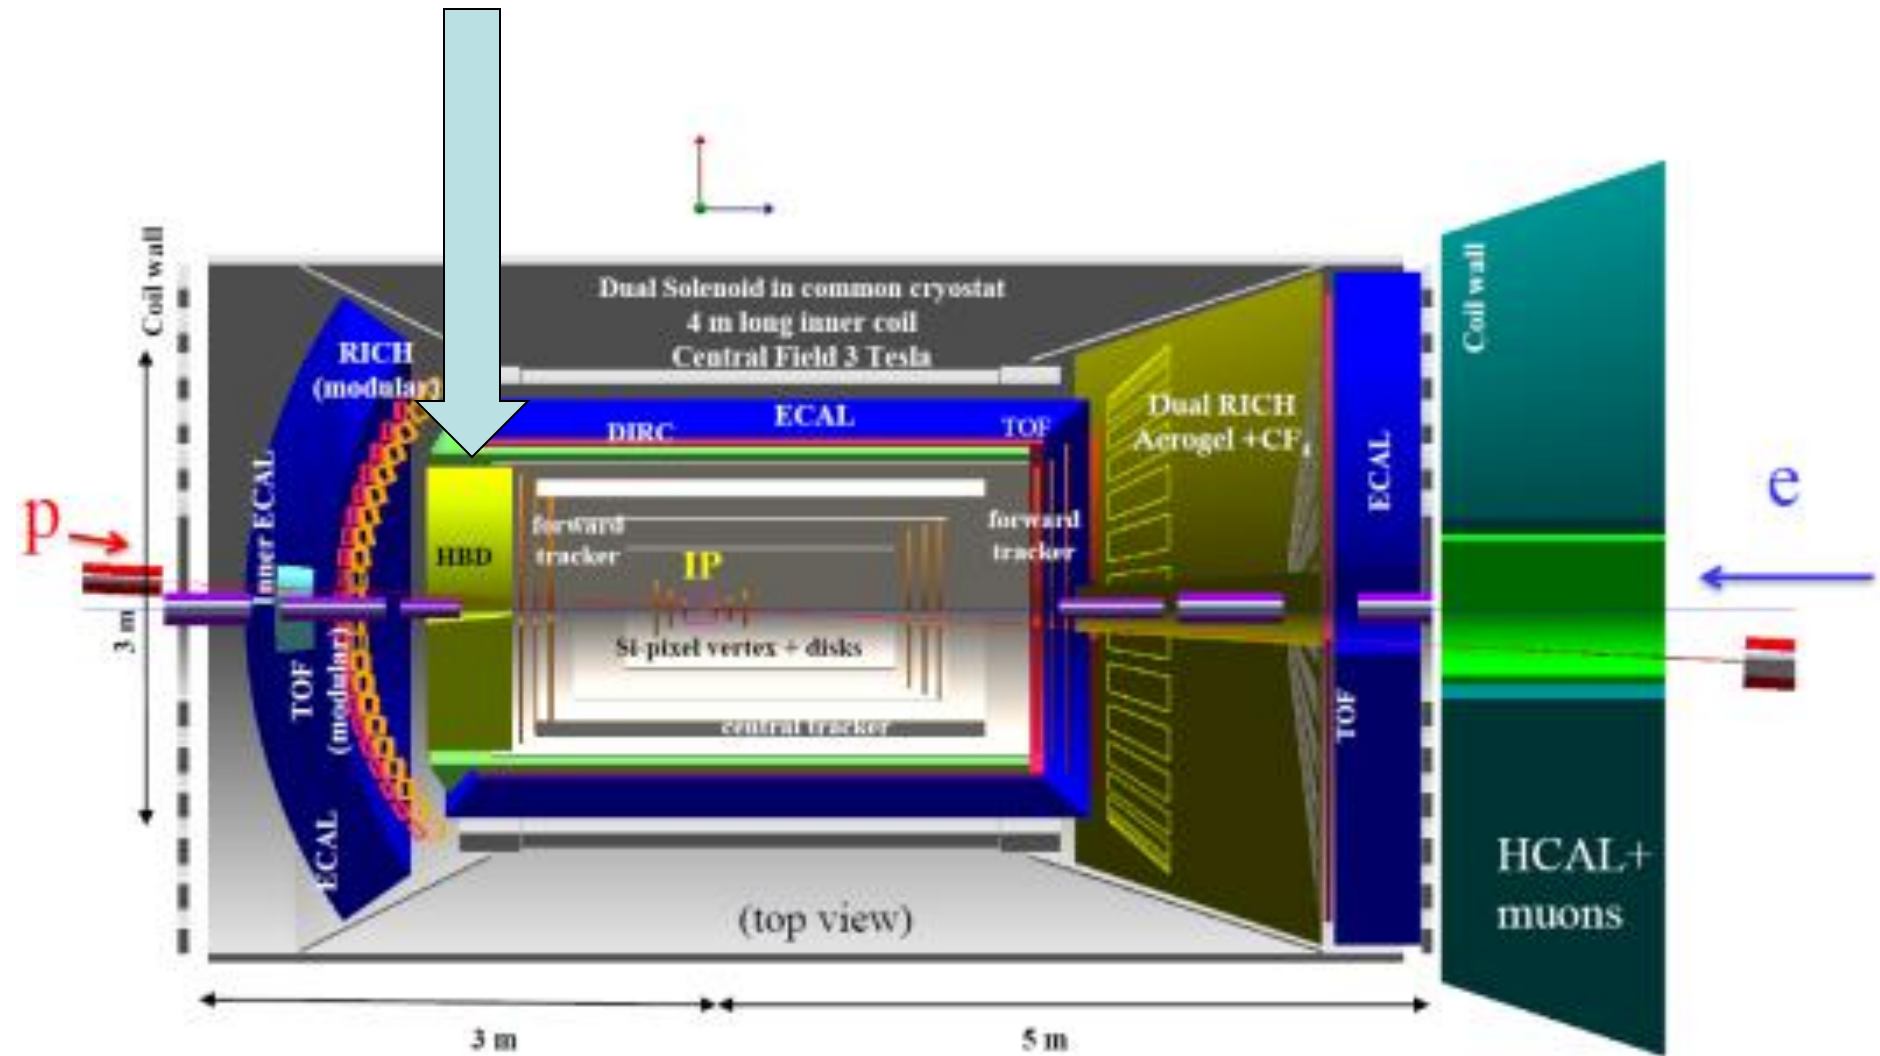 Coil wall
Dual Solenoid in common cryostat
4 m long inner coil
Central Field 3 Tesla
Coil wall
RICH
(modular)
ECAL
DIRC
TOF
Dual RICH
Aerogel +CF4
ECAL
p
e
Inner ECAL
HBD
forward
tracker
IP
forward
tracker
3 m
TOF
(modular)
Si-pixel vertex + disks
TOF
central tracker
ECAL
HCAL+
muons
(top view)
3 m
5 m